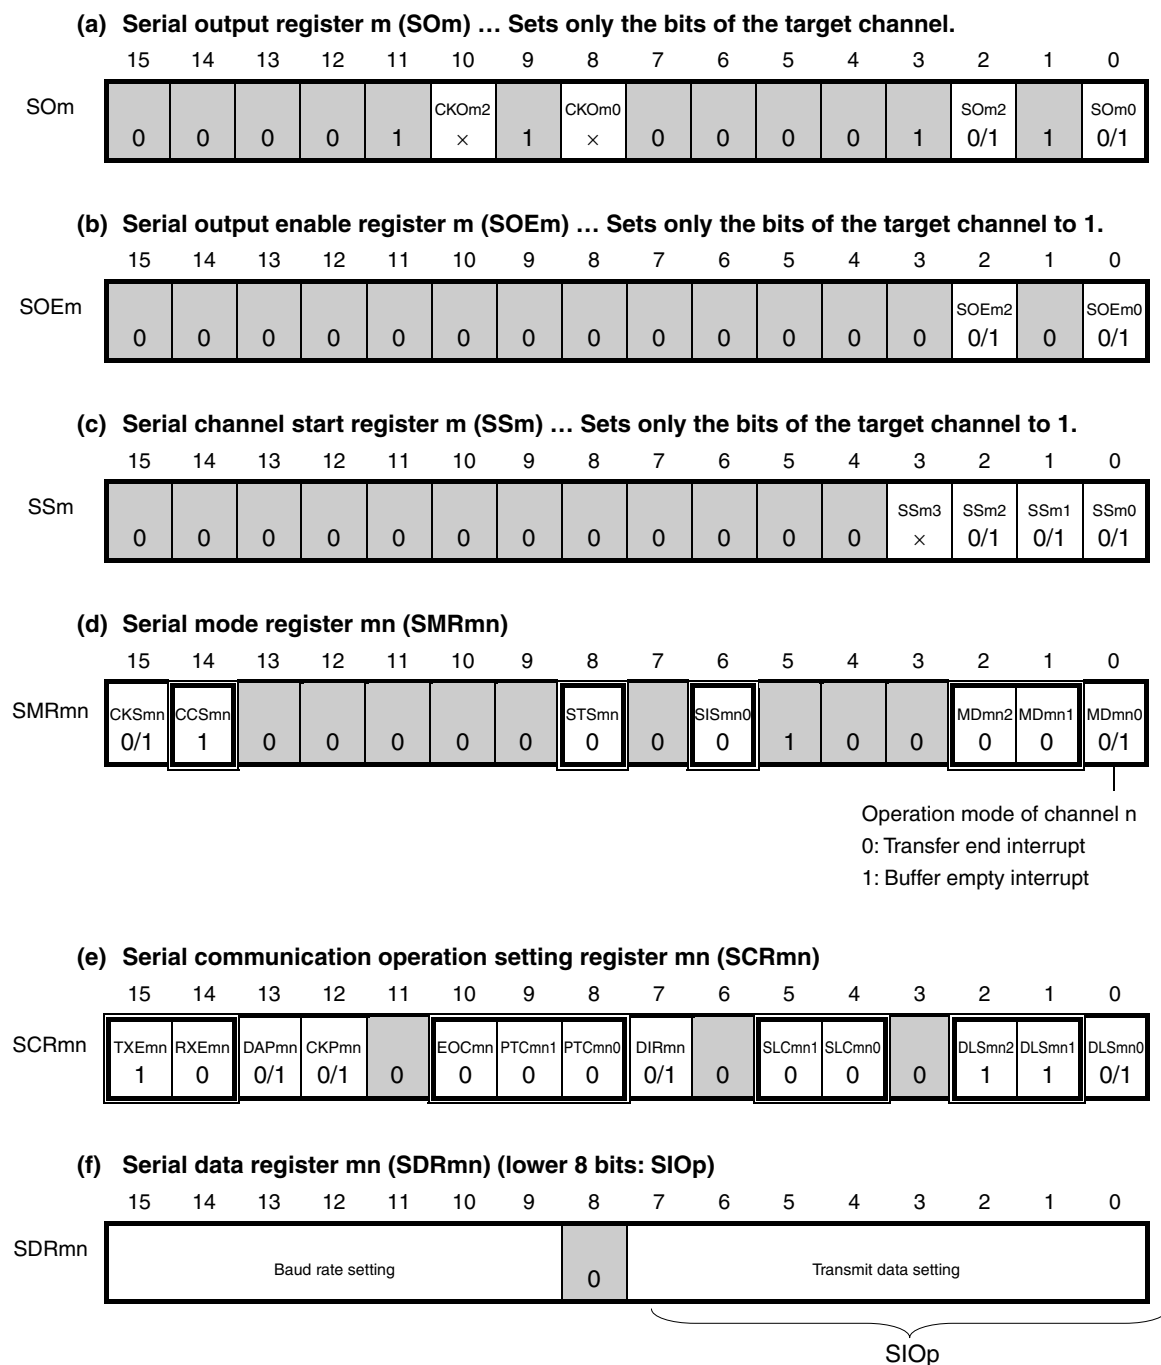 (a) Serial output register m (SOm) … Sets only the bits of the target channel.
15 14 13 12 11 10 9 8 7 6 5 4 3 2 1 0
SOm
CKOm2 CKOm0 SOm2 SOm0
0 0 0 0 1 × 1 × 0 0 0 0 1 0/1 1 0/1
(b) Serial output enable register m (SOEm) … Sets only the bits of the target channel to 1.
15 14 13 12 11 10 9 8 7 6 5 4 3 2 1 0
SOEm
SOEm2 SOEm0
0 0 0 0 0 0 0 0 0 0 0 0 0 0/1 0 0/1
(c) Serial channel start register m (SSm) … Sets only the bits of the target channel to 1.
15 14 13 12 11 10 9 8 7 6 5 4 3 2 1 0
SSm
SSm3 SSm2 SSm1 SSm0
0 0 0 0 0 0 0 0 0 0 0 0 × 0/1 0/1 0/1
(d) Serial mode register mn (SMRmn)
15 14 13 12 11 10 9 8 7 6 5 4 3 2 1 0
SMRmn
CKSmn CCSmn STSmn SISmn0 MDmn2 MDmn1 MDmn0
0/1 1 0 0 0 0 0 0 0 0 1 0 0 0 0 0/1
Operation mode of channel n
0: Transfer end interrupt
1: Buffer empty interrupt
(e) Serial communication operation setting register mn (SCRmn)
15 14 13 12 11 10 9 8 7 6 5 4 3 2 1 0
SCRmn
TXEmn RXEmn DAPmn CKPmn EOCmn PTCmn1 PTCmn0 DIRmn SLCmn1 SLCmn0 DLSmn2 DLSmn1 DLSmn0
1 0 0/1 0/1 0 0 0 0 0/1 0 0 0 0 1 1 0/1
(f) Serial data register mn (SDRmn) (lower 8 bits: SIOp)
15 14 13 12 11 10 9 8 7 6 5 4 3 2 1 0
SDRmn
Baud rate setting 0 Transmit data setting
SIOp